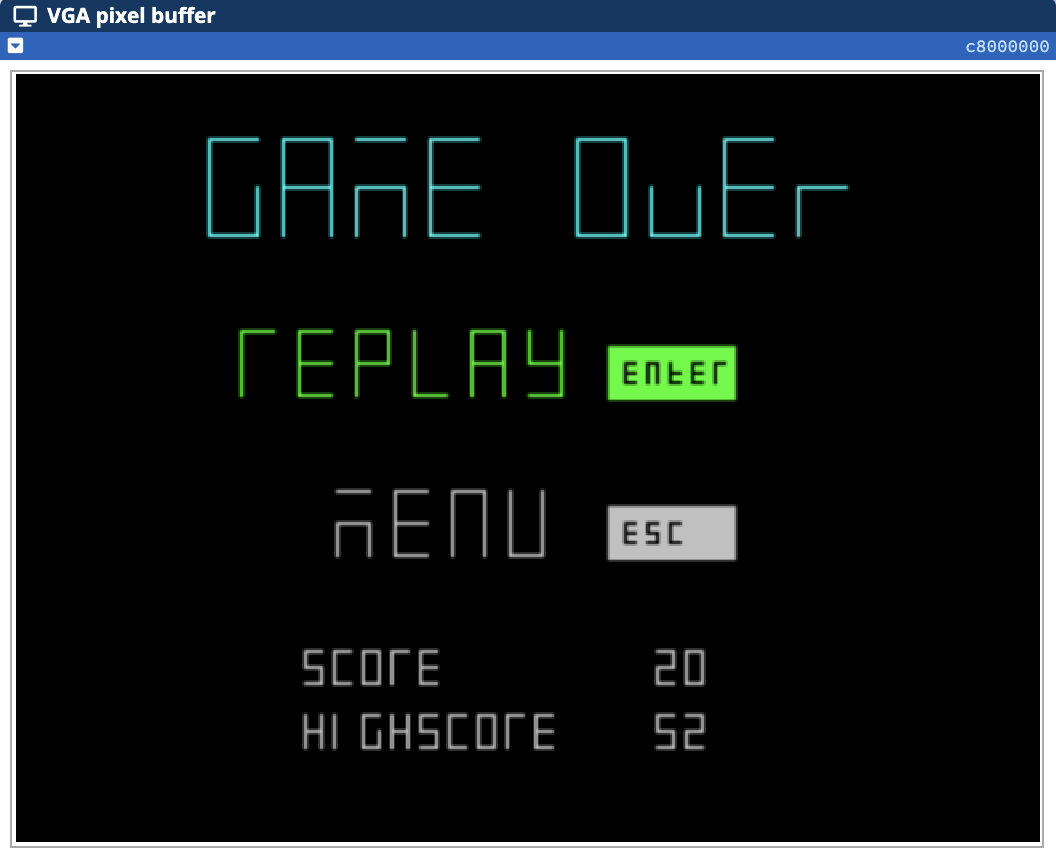 VGA pixel buffer
c8000000
GAME OVER
REPLAY ENTER
MENU ESC
SCORE 20
HIGHSCORE 52